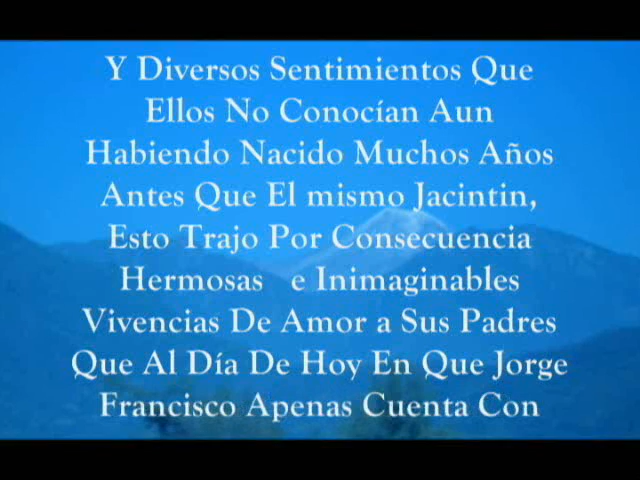 Y Diversos Sentimientos Que
Ellos No Conocían Aun
Habiendo Nacido Muchos Años
Antes Que El mismo Jacintin,
Esto Trajo Por Consecuencia
Hermosas e Inimaginables
Vivencias De Amor a Sus Padres
Que Al Día De Hoy En Que Jorge
Francisco Apenas Cuenta Con